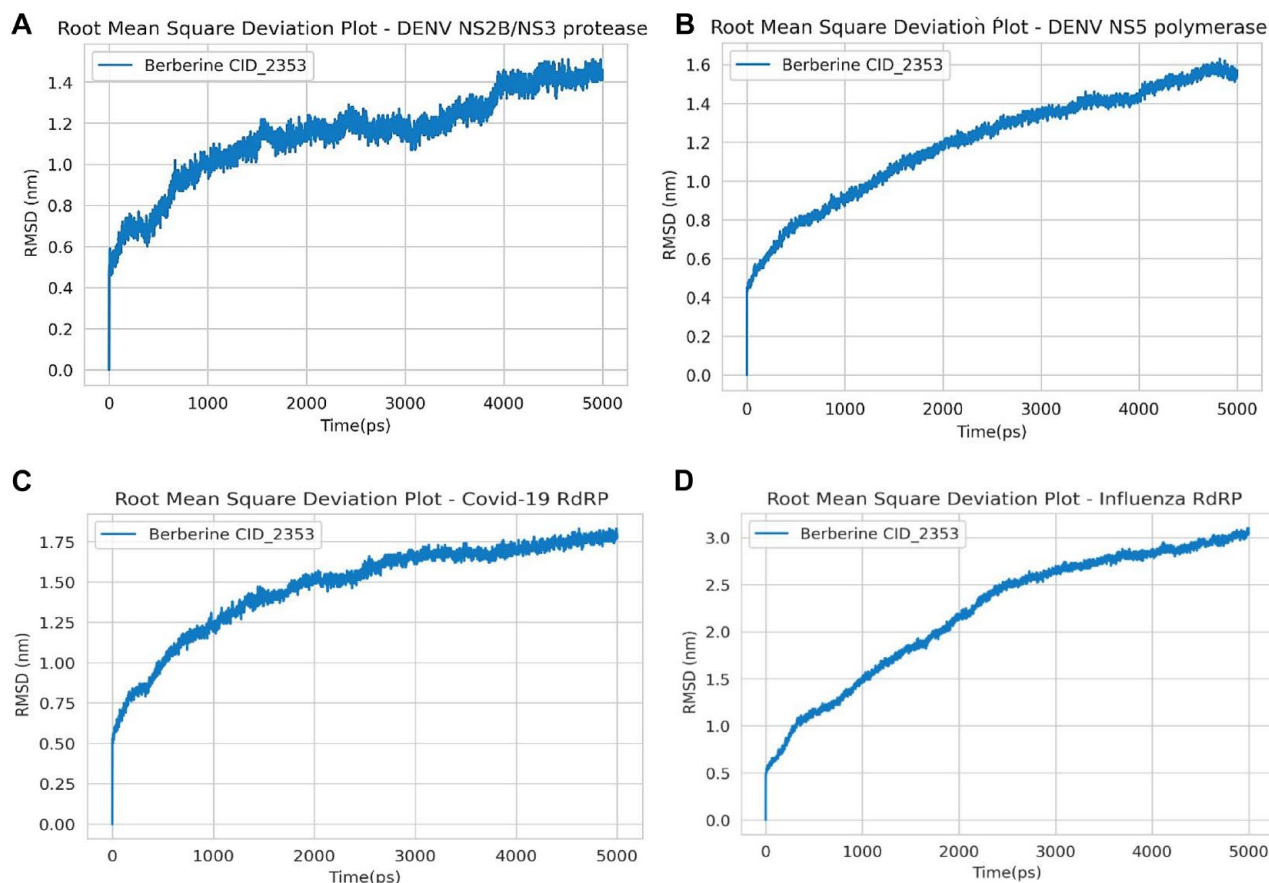 A
Root Mean Square Deviation Plot - DENV NS2B/NS3 protease
Berberine CID_2353
1.4
1.2
1.0
0.8
0.6
0.4
0.2
0.0
RMSD (nm)
0 1000 2000 3000 4000 5000
Time(ps)
B
Root Mean Square Deviation Plot - DENV NS5 polymerase
Berberine CID_2353
1.6
1.4
1.2
1.0
0.8
0.6
0.4
0.2
0.0
RMSD (nm)
0 1000 2000 3000 4000 5000
Time(ps)
C
Root Mean Square Deviation Plot - Covid-19 RdRP
Berberine CID_2353
1.75
1.50
1.25
1.00
0.75
0.50
0.25
0.00
RMSD (nm)
0 1000 2000 3000 4000 5000
Time(ps)
D
Root Mean Square Deviation Plot - Influenza RdRP
Berberine CID_2353
3.0
2.5
2.0
1.5
1.0
0.5
0.0
RMSD (nm)
0 1000 2000 3000 4000 5000
Time(ps)